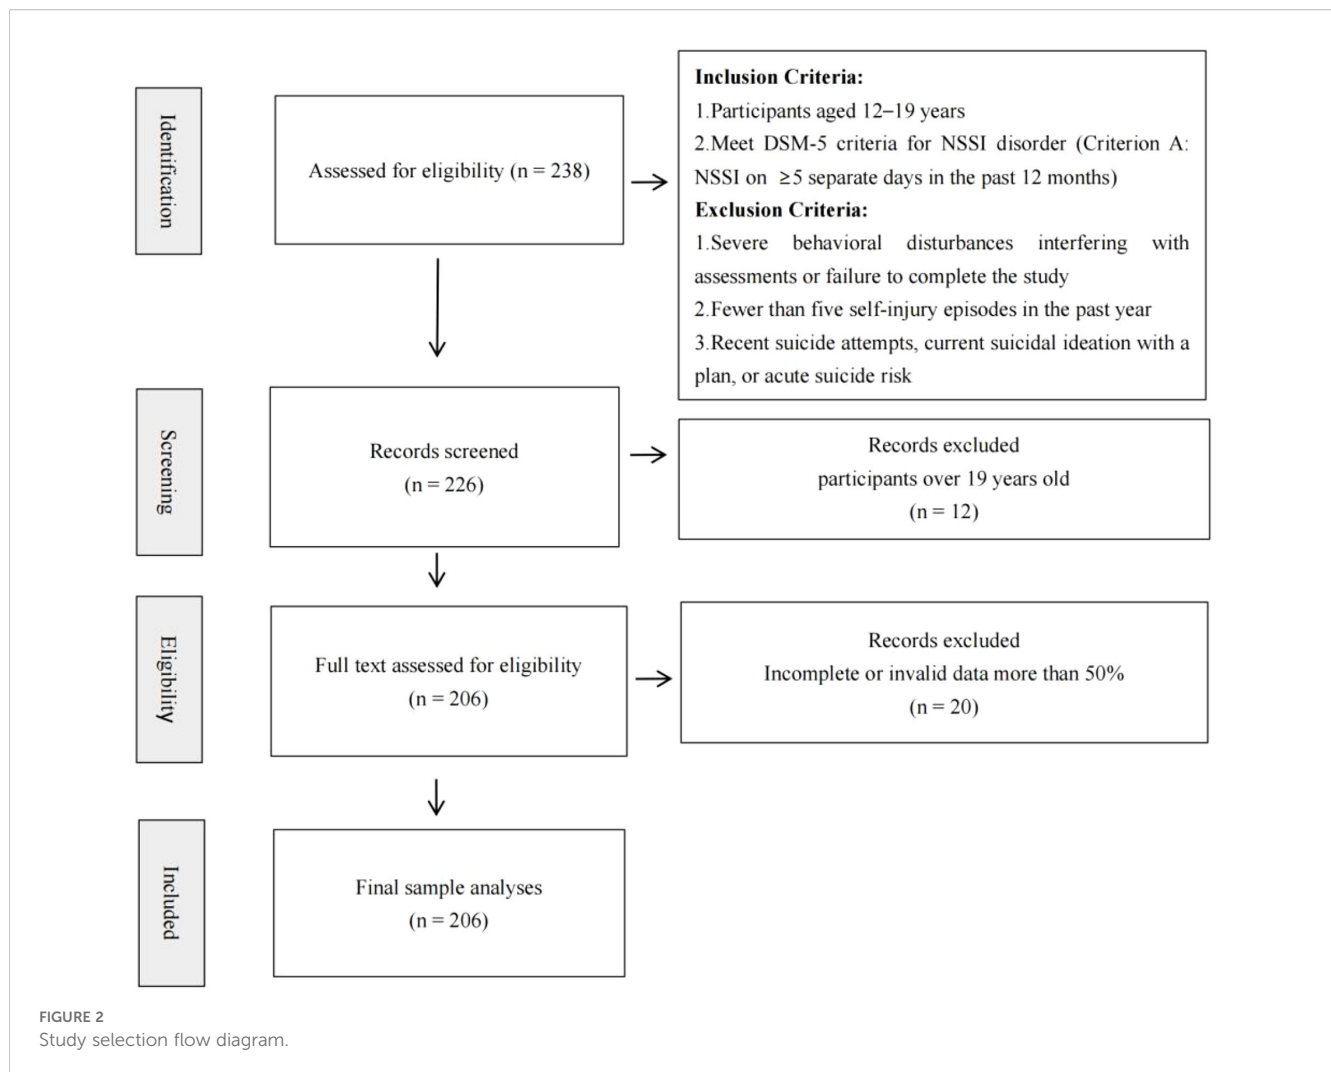 Identification
Assessed for eligibility (n = 238)
Inclusion Criteria:
1.Participants aged 12–19 years
2.Meet DSM-5 criteria for NSSI disorder (Criterion A:
NSSI on ≥5 separate days in the past 12 months)
Exclusion Criteria:
1.Severe behavioral disturbances interfering with
assessments or failure to complete the study
2.Fewer than five self-injury episodes in the past year
3.Recent suicide attempts, current suicidal ideation with a
plan, or acute suicide risk
Screening
Records screened
(n = 226)
Records excluded
participants over 19 years old
(n = 12)
Eligibility
Full text assessed for eligibility
(n = 206)
Records excluded
Incomplete or invalid data more than 50%
(n = 20)
Included
Final sample analyses
(n = 206)
FIGURE 2
Study selection flow diagram.